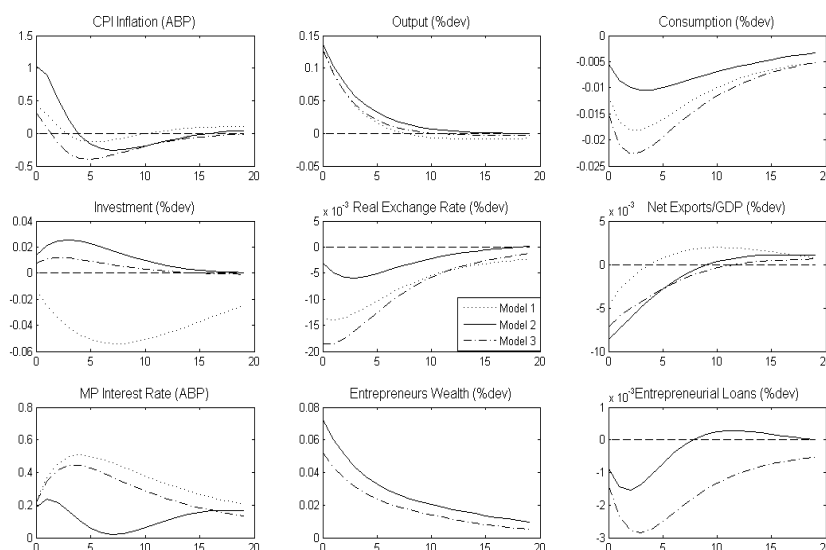 CPI Inflation (ABP)
1.5
1
0.5
0
-0.5
0 5 10 15 20
Output (%dev)
0.15
0.1
0.05
0
0.05
0 5 10 15 20
Consumption (%dev)
0
-0.005
-0.01
-0.015
-0.02
-0.025
0 5 10 15 20
Investment (%dev)
0.04
0.02
0
-0.02
-0.04
-0.06
0 5 10 15 20
x 10⁻³ Real Exchange Rate (%dev)
5
0
-5
-10
-15
-20
0 5 10 15 20
Model 1
Model 2
Model 3
x 10⁻³
Net Exports/GDP (%dev)
5
0
-5
-10
0 5 10 15 20
MP Interest Rate (ABP)
0.8
0.6
0.4
0.2
0
0 5 10 15 20
Entrepreneurs Wealth (%dev)
0.08
0.06
0.04
0.02
0
0 5 10 15 20
x 10⁻³ Entrepreneurial Loans (%dev)
1
0
-1
-2
-3
0 5 10 15 20